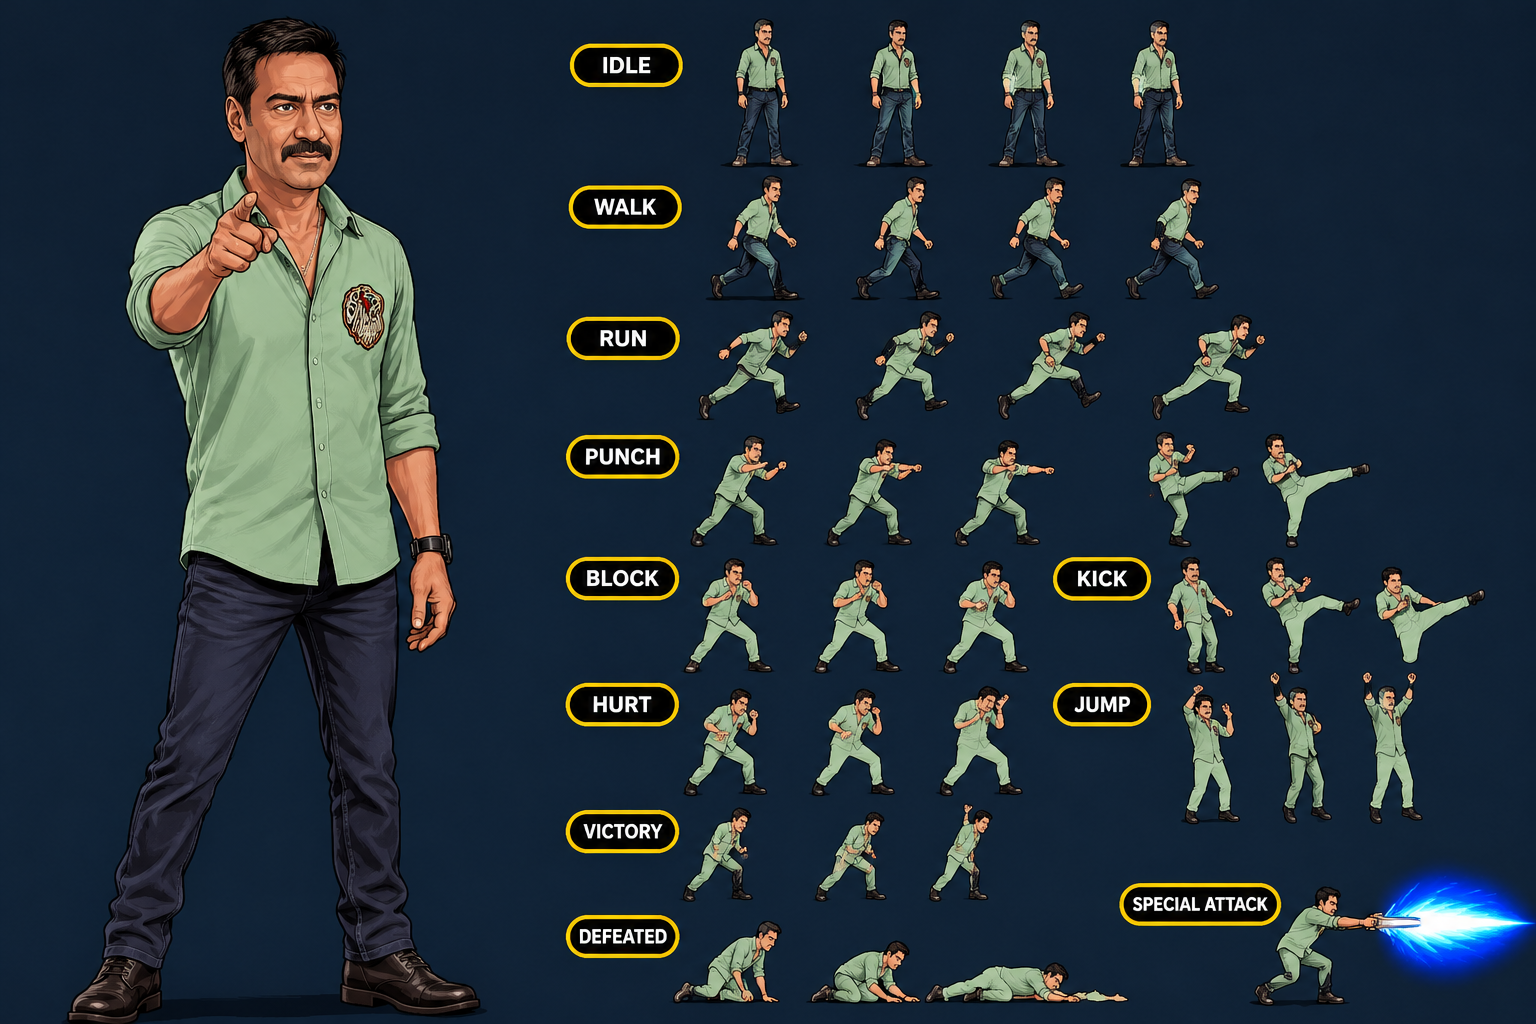 IDLE
WALK
RUN
PUNCH
BLOCK
KICK
HURT
JUMP
VICTORY
SPECIAL ATTACK
DEFEATED